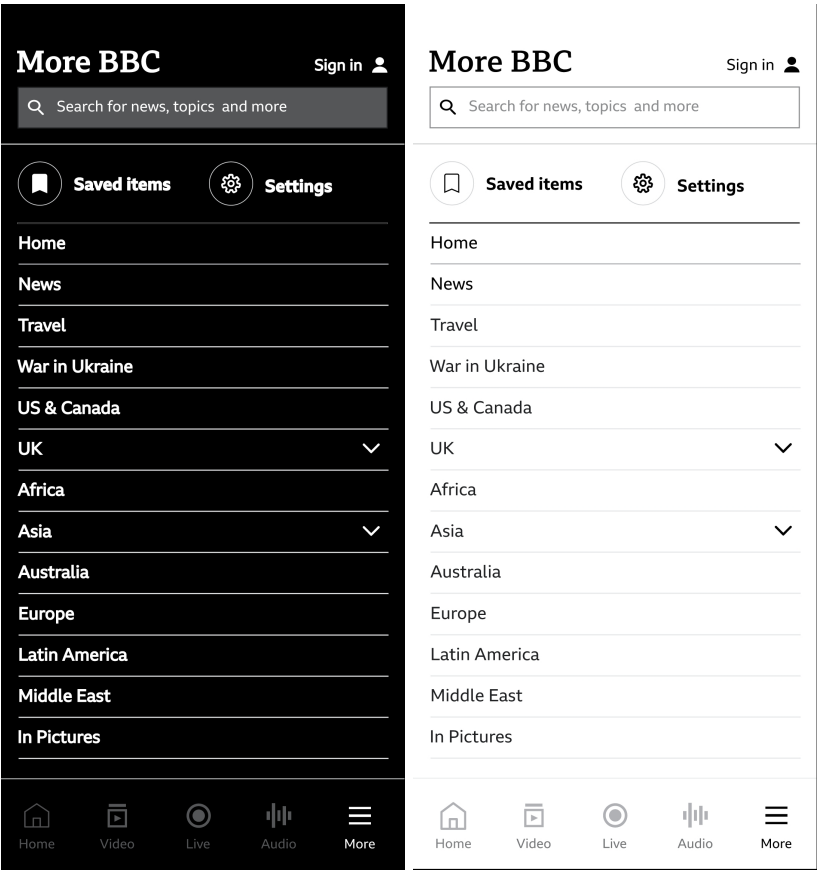 More BBC
Sign in
Search for news, topics and more
Saved items
Settings
Home
News
Travel
War in Ukraine
US & Canada
UK
Africa
Asia
Australia
Europe
Latin America
Middle East
In Pictures
Home
Video
Live
Audio
More
More BBC
Sign in
Search for news, topics and more
Saved items
Settings
Home
News
Travel
War in Ukraine
US & Canada
UK
Africa
Asia
Australia
Europe
Latin America
Middle East
In Pictures
Home
Video
Live
Audio
More